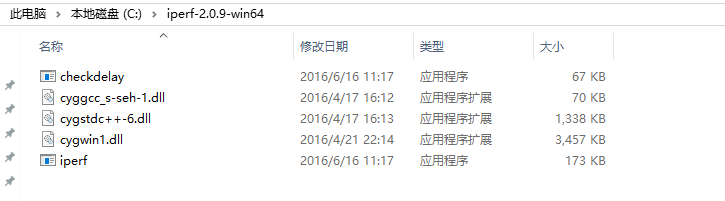 此电脑 › 本地磁盘 (C:) › iperf-2.0.9-win64
名称 修改日期 类型 大小
checkdelay 2016/6/16 11:17 应用程序 67 KB
cyggcc_s-seh-1.dll 2016/4/17 16:12 应用程序扩展 70 KB
cygstdc++-6.dll 2016/4/17 16:13 应用程序扩展 1,338 KB
cygwin1.dll 2016/4/21 22:14 应用程序扩展 3,457 KB
iperf 2016/6/16 11:17 应用程序 173 KB